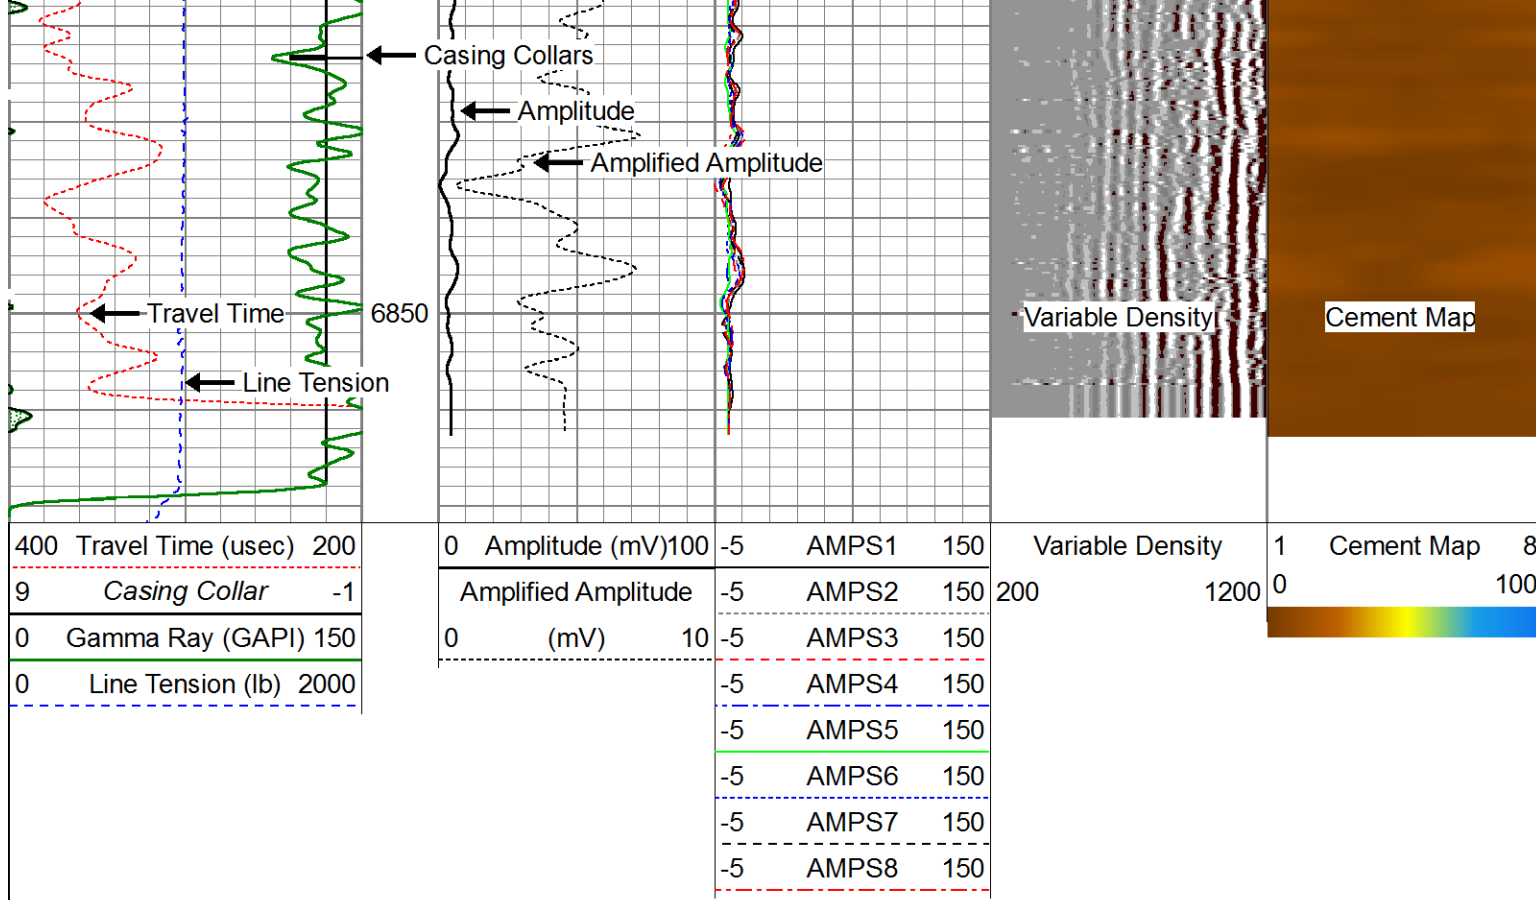 Casing Collars
Amplitude
Amplified Amplitude
Travel Time
6850
Variable Density
Cement Map
Line Tension
400 Travel Time (usec) 200
9 Casing Collar -1
0 Gamma Ray (GAPI) 150
0 Line Tension (lb) 2000
0 Amplitude (mV)100
Amplified Amplitude
0 (mV) 10
-5 AMPS1 150
-5 AMPS2 150
-5 AMPS3 150
-5 AMPS4 150
-5 AMPS5 150
-5 AMPS6 150
-5 AMPS7 150
-5 AMPS8 150
Variable Density
200 1200
1 Cement Map 8
0 100